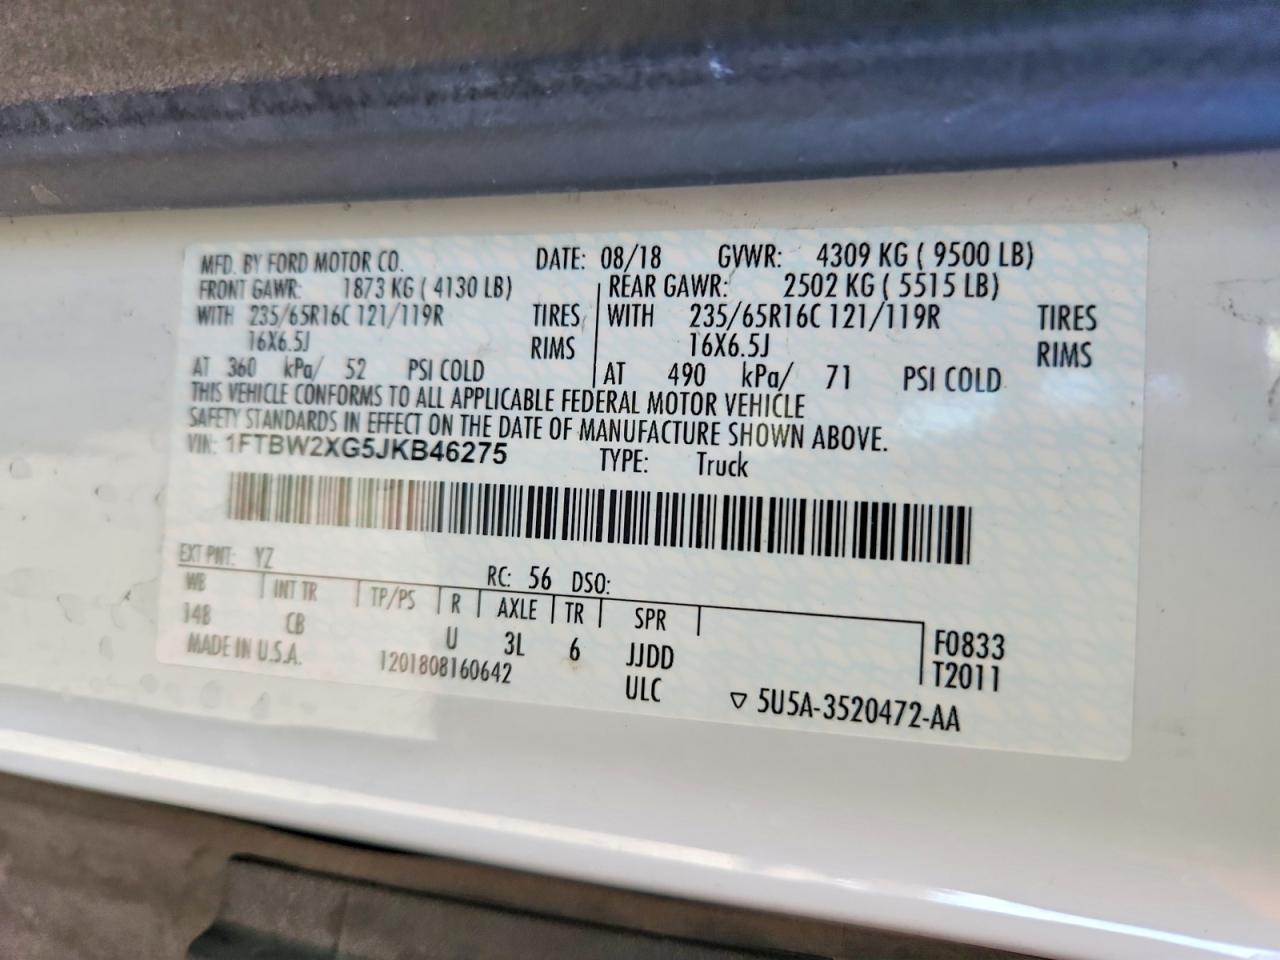 MFD. BY FORD MOTOR CO. DATE: 08/18 GVWR: 4309 KG ( 9500 LB)
FRONT GAWR: 1873 KG ( 4130 LB) REAR GAWR: 2502 KG ( 5515 LB)
WITH 235/65R16C 121/119R TIRES WITH 235/65R16C 121/119R TIRES
16X6.5J RIMS 16X6.5J RIMS
AT 360 kPa/ 52 PSI COLD AT 490 kPa/ 71 PSI COLD
THIS VEHICLE CONFORMS TO ALL APPLICABLE FEDERAL MOTOR VEHICLE
SAFETY STANDARDS IN EFFECT ON THE DATE OF MANUFACTURE SHOWN ABOVE.
VIN: 1FTBW2XG5JKB46275 TYPE: Truck
EXT PNT: YZ RC: 56 DSO:
WB INT TR TP/PS R AXLE TR SPR
148 CB U 3L 6 JJDD F0833
MADE IN U.S.A. 1201808160642 ULC T2011
▽ 5U5A-3520472-AA